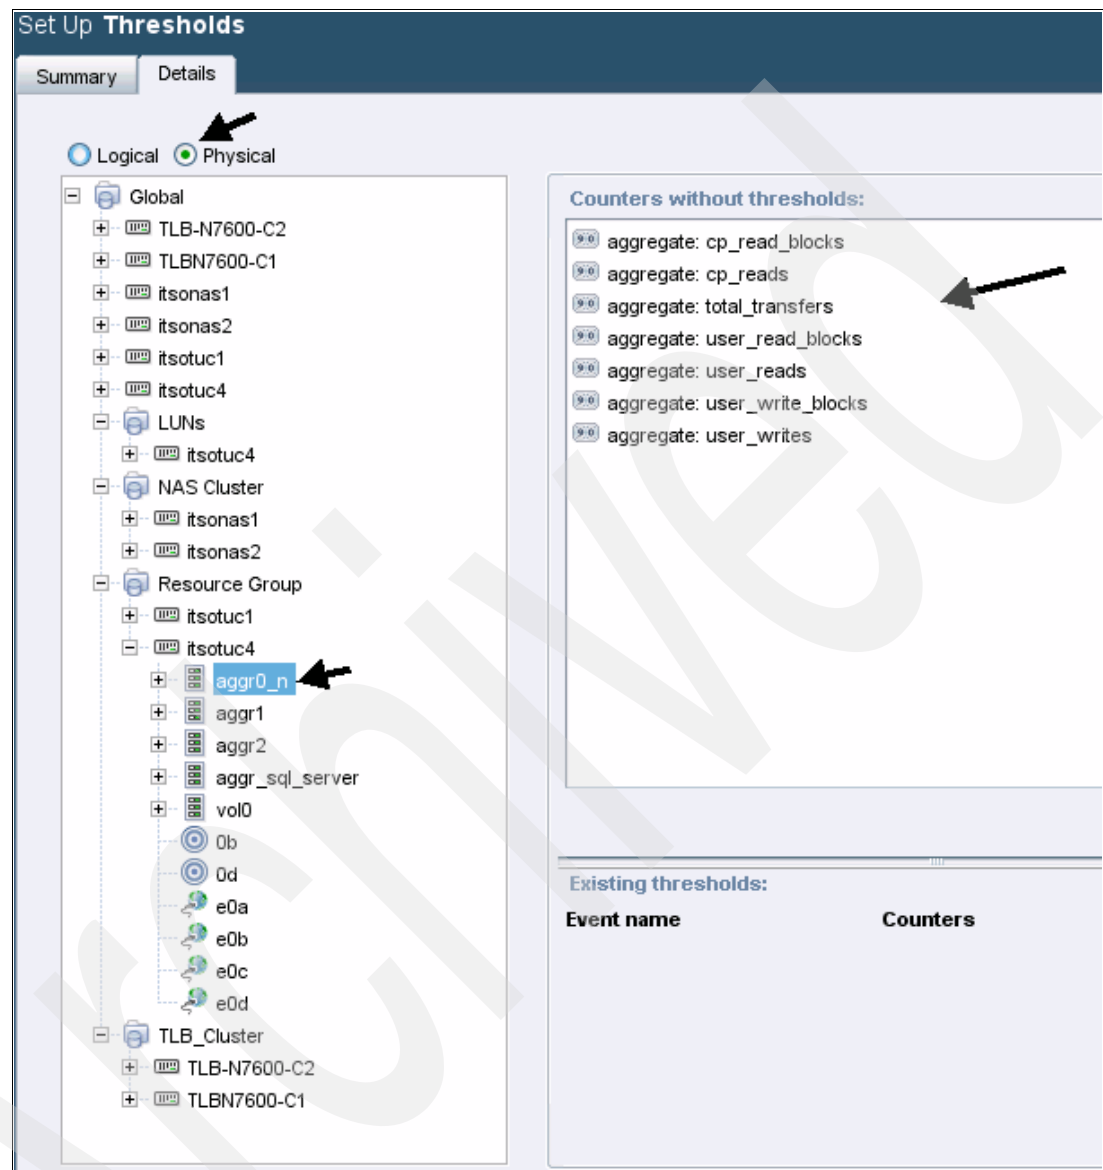 Set Up Thresholds
Summary
Details
Logical
Physical
Global
TLB-N7600-C2
TLBN7600-C1
itsonas1
itsonas2
itsotuc1
itsotuc4
LUNs
itsotuc4
NAS Cluster
itsonas1
itsonas2
Resource Group
itsotuc1
itsotuc4
aggr0_n
aggr1
aggr2
aggr_sql_server
vol0
0b
0d
e0a
e0b
e0c
e0d
TLB_Cluster
TLB-N7600-C2
TLBN7600-C1
Counters without thresholds:
aggregate: cp_read_blocks
aggregate: cp_reads
aggregate: total_transfers
aggregate: user_read_blocks
aggregate: user_reads
aggregate: user_write_blocks
aggregate: user_writes
Existing thresholds:
Event name
Counters